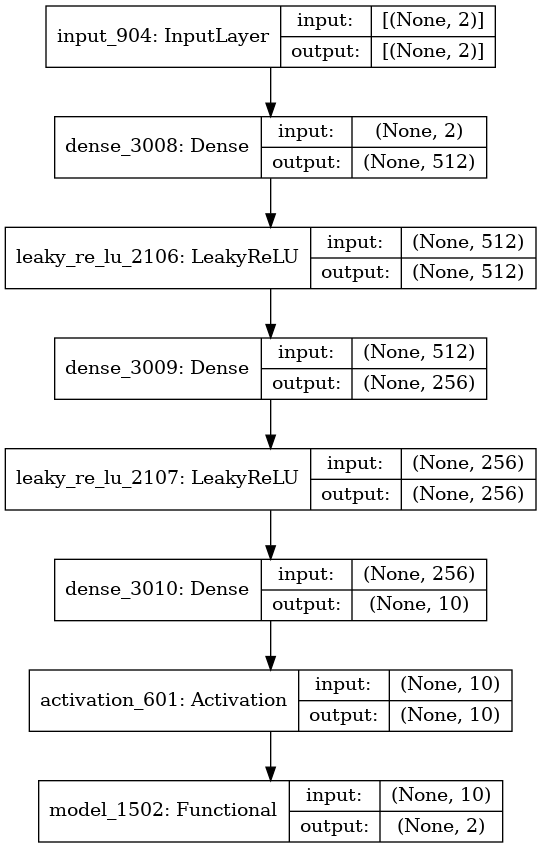 input_904: InputLayer
input:
[(None, 2)]
output:
[(None, 2)]
dense_3008: Dense
input:
(None, 2)
output:
(None, 512)
leaky_re_lu_2106: LeakyReLU
input:
(None, 512)
output:
(None, 512)
dense_3009: Dense
input:
(None, 512)
output:
(None, 256)
leaky_re_lu_2107: LeakyReLU
input:
(None, 256)
output:
(None, 256)
dense_3010: Dense
input:
(None, 256)
output:
(None, 10)
activation_601: Activation
input:
(None, 10)
output:
(None, 10)
model_1502: Functional
input:
(None, 10)
output:
(None, 2)